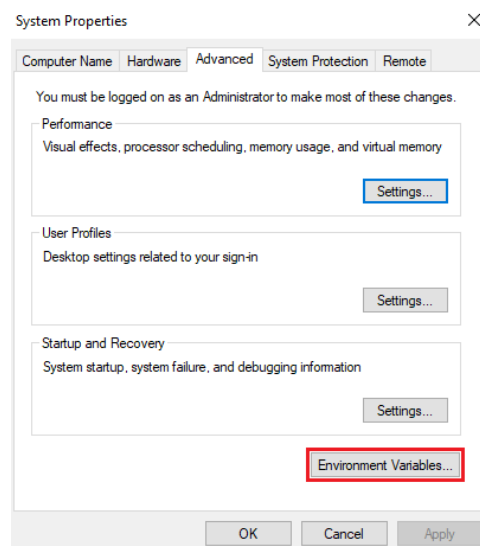 System Properties
Computer Name Hardware Advanced System Protection Remote
You must be logged on as an Administrator to make most of these changes.
Performance
Visual effects, processor scheduling, memory usage, and virtual memory
Settings...
User Profiles
Desktop settings related to your sign-in
Settings...
Startup and Recovery
System startup, system failure, and debugging information
Settings...
Environment Variables...
OK Cancel Apply